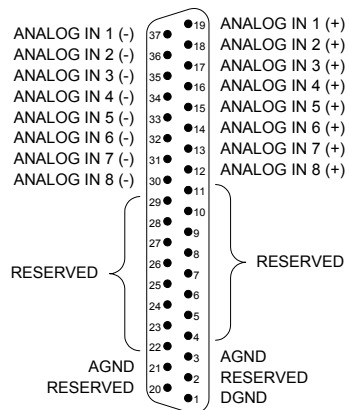 ANALOG IN 1 (-) 37
ANALOG IN 2 (-) 36
ANALOG IN 3 (-) 35
ANALOG IN 4 (-) 34
ANALOG IN 5 (-) 33
ANALOG IN 6 (-) 32
ANALOG IN 7 (-) 31
ANALOG IN 8 (-) 30
29
28
27
26
RESERVED
25
24
23
22
AGND 21
RESERVED 20
19 ANALOG IN 1 (+)
18 ANALOG IN 2 (+)
17 ANALOG IN 3 (+)
16 ANALOG IN 4 (+)
15 ANALOG IN 5 (+)
14 ANALOG IN 6 (+)
13 ANALOG IN 7 (+)
12 ANALOG IN 8 (+)
11
10
9
8
RESERVED
7
6
5
4
3 AGND
2 RESERVED
1 DGND